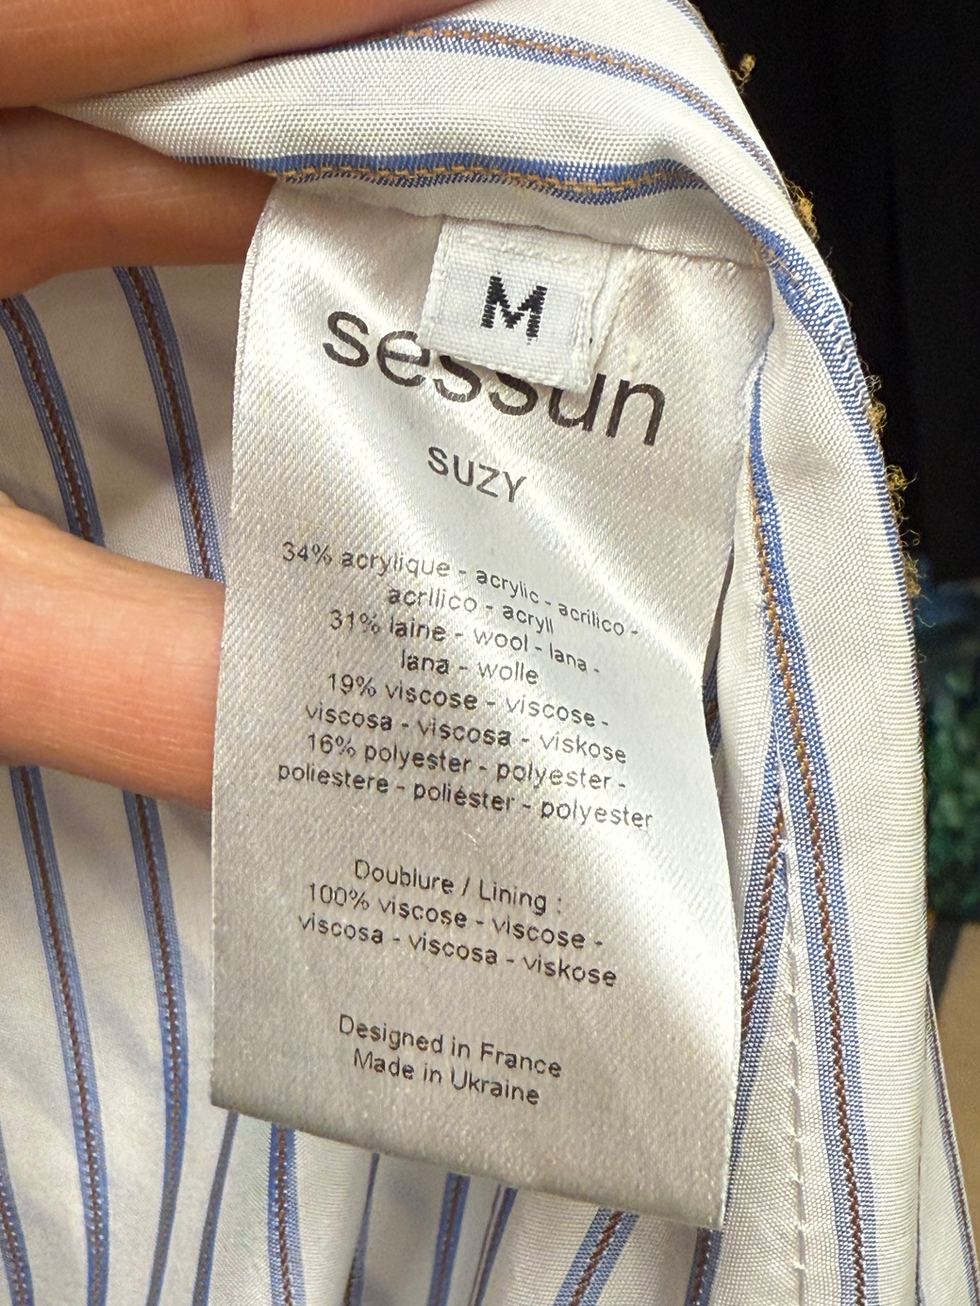 M
sessun
SUZY
34% acrylique - acrylic - acrilico -
acrílico - acryll
31% laine - wool - lana -
lana - wolle
19% viscose - viscose -
viscosa - viscosa - viskose
16% polyester - polyester -
poliestere - poliéster - polyester
Doublure / Lining :
100% viscose - viscose -
viscosa - viscosa - viskose
Designed in France
Made in Ukraine